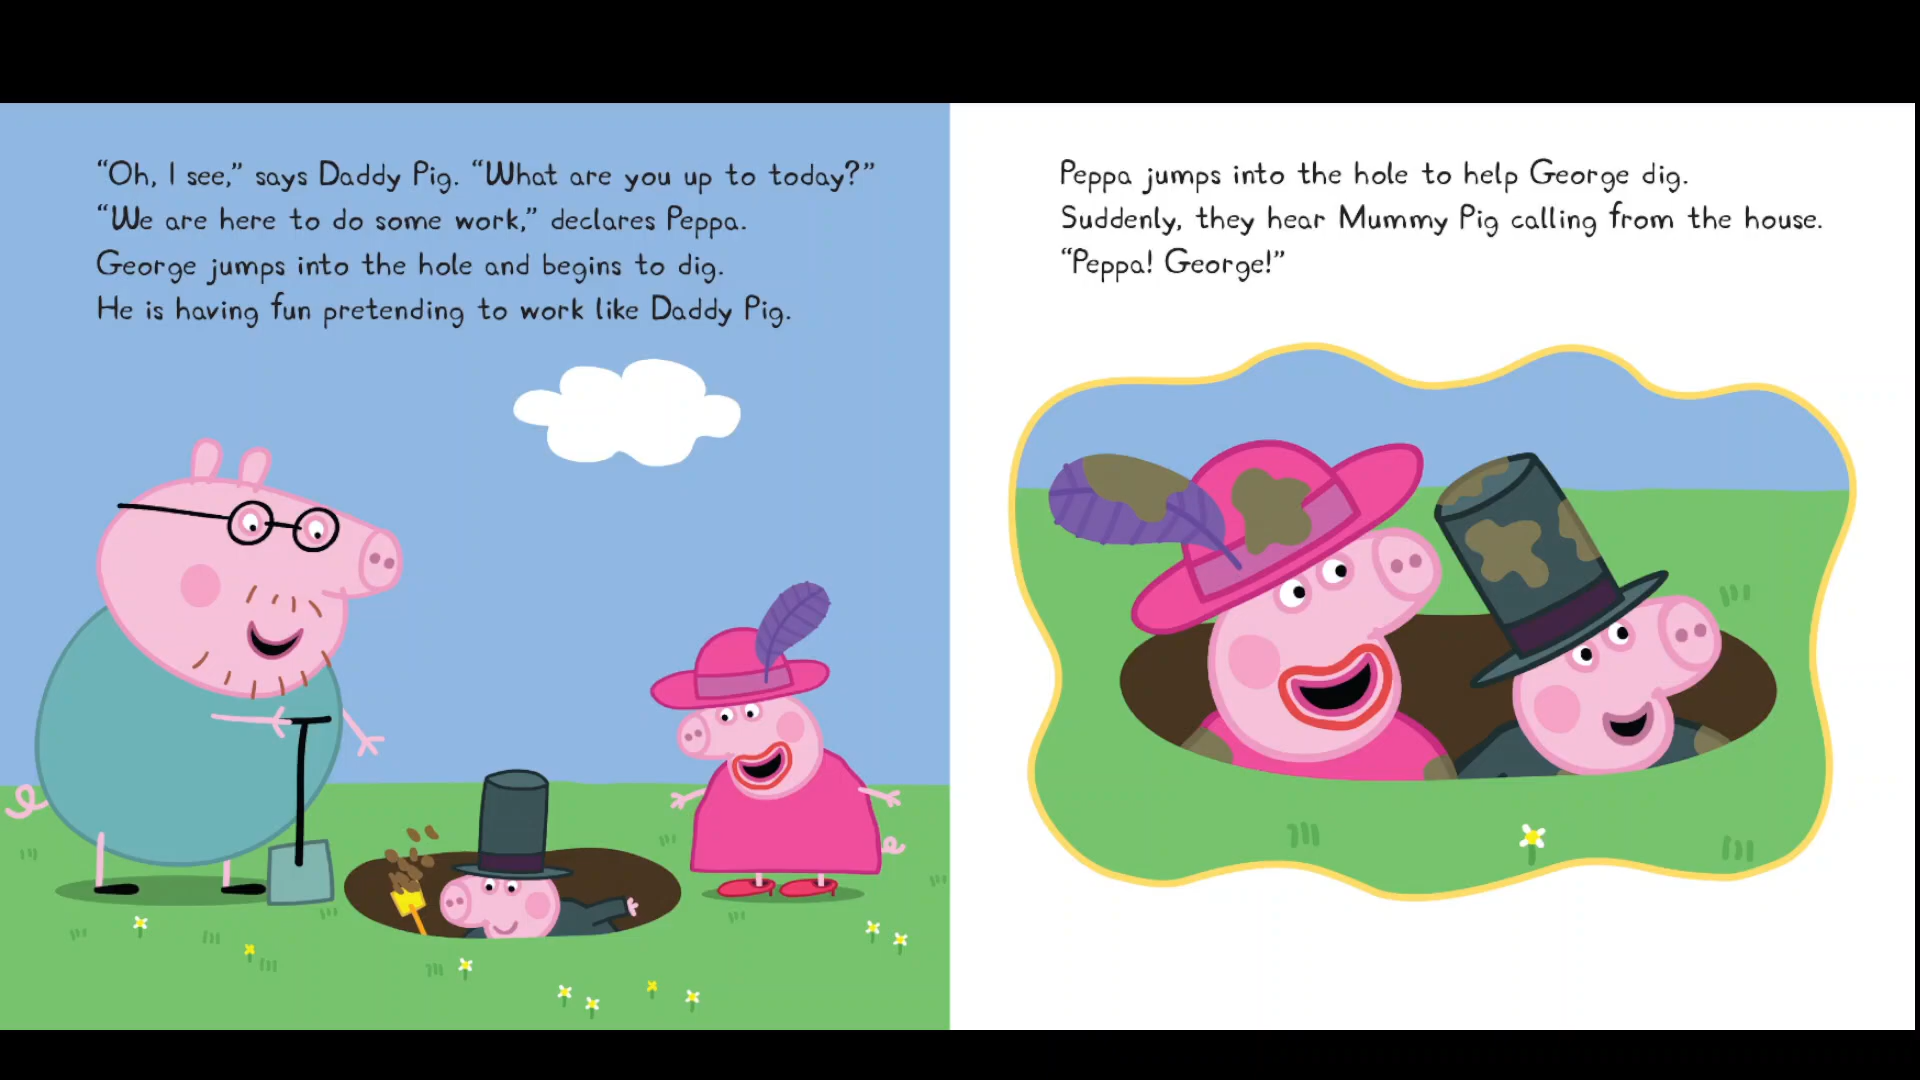 “Oh, I see,” says Daddy Pig. “What are you up to today?”
“We are here to do some work,” declares Peppa.
George jumps into the hole and begins to dig.
He is having fun pretending to work like Daddy Pig.
Peppa jumps into the hole to help George dig.
Suddenly, they hear Mummy Pig calling from the house.
“Peppa! George!”